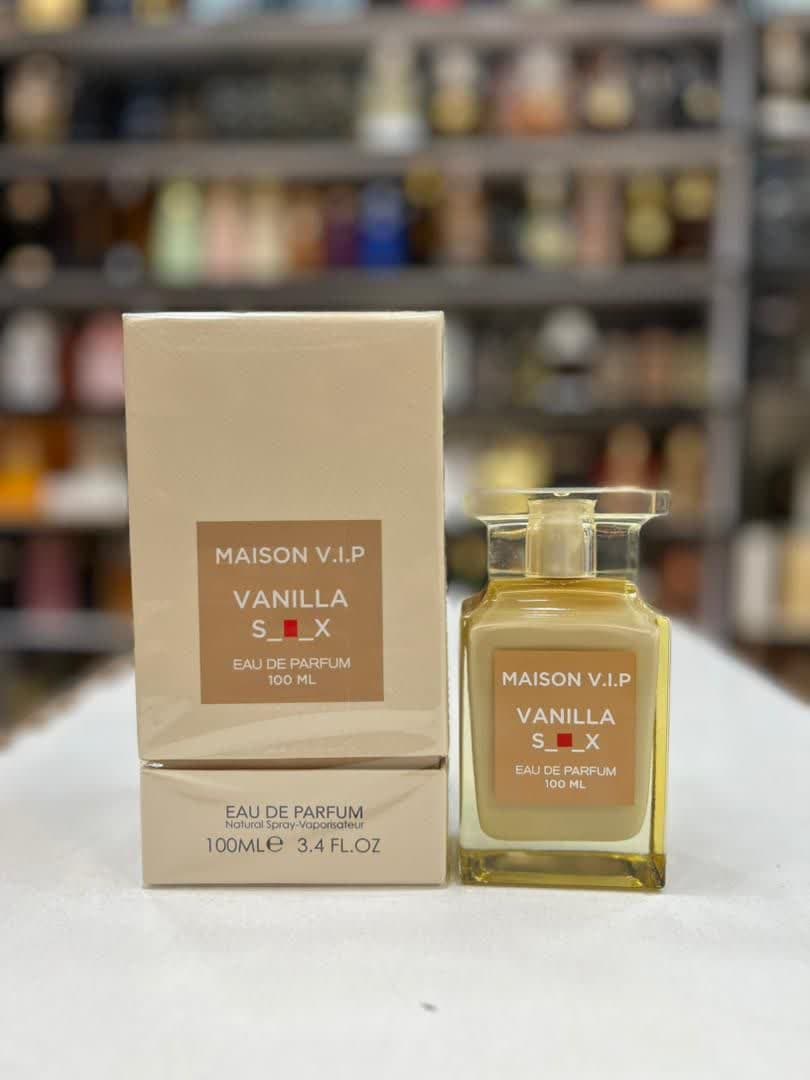 MAISON V.I.P
VANILLA
S_■_X
EAU DE PARFUM
100 ML
EAU DE PARFUM
Natural Spray-Vaporisateur
100ML℮ 3.4 FL.OZ
MAISON V.I.P
VANILLA
S_■_X
EAU DE PARFUM
100 ML